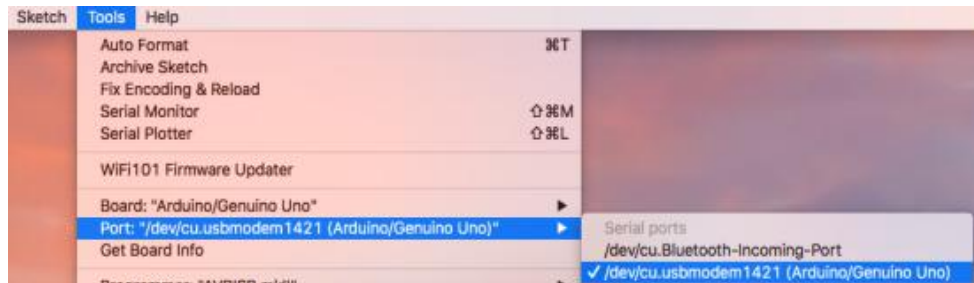 Sketch Tools Help
Auto Format ⌘T
Archive Sketch
Fix Encoding & Reload
Serial Monitor ⇧⌘M
Serial Plotter ⇧⌘L
WiFi101 Firmware Updater
Board: "Arduino/Genuino Uno" ▶
Port: "/dev/cu.usbmodem1421 (Arduino/Genuino Uno)" ▶
Serial ports
Get Board Info
/dev/cu.Bluetooth-Incoming-Port
✓ /dev/cu.usbmodem1421 (Arduino/Genuino Uno)